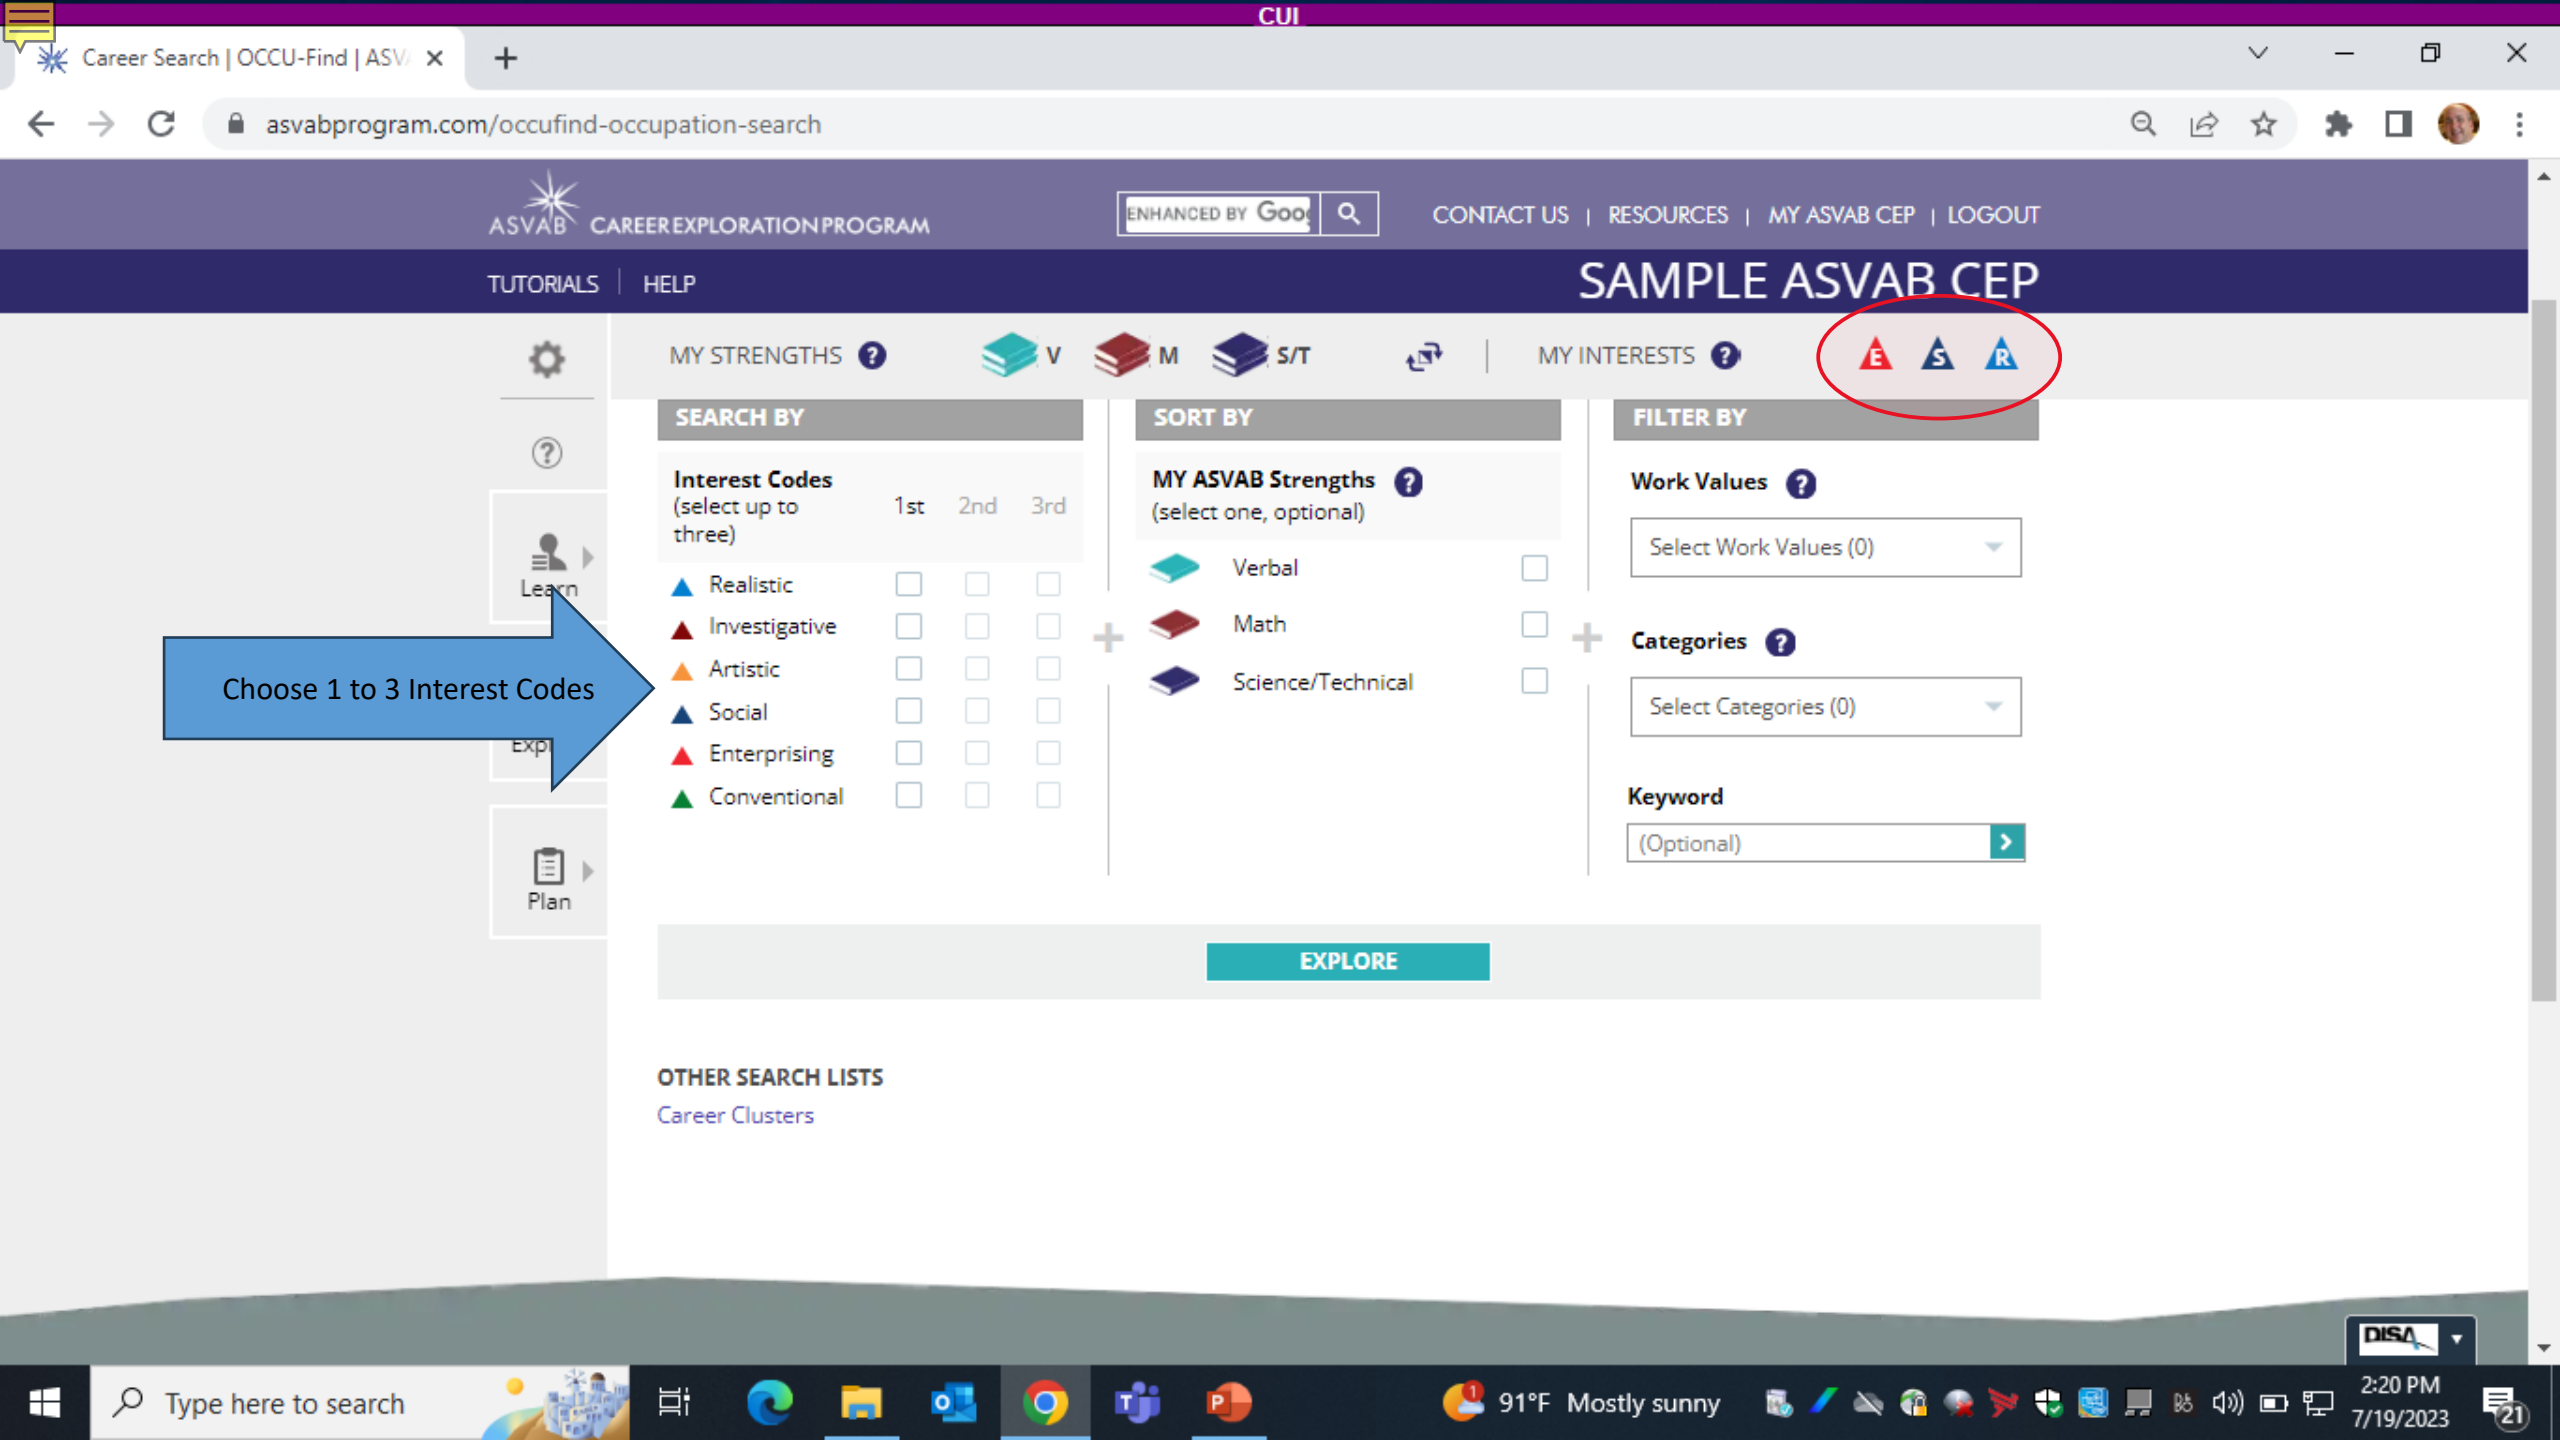 CUI
Career Search | OCCU-Find | ASV
asvabprogram.com/occufind-occupation-search
ASVAB CAREER EXPLORATION PROGRAM
ENHANCED BY Goo
CONTACT US | RESOURCES | MY ASVAB CEP | LOGOUT
TUTORIALS | HELP
SAMPLE ASVAB CEP
MY STRENGTHS ? V M S/T | MY INTERESTS ? E S R
SEARCH BY
Interest Codes
(select up to
three)
1st 2nd 3rd
Realistic
Investigative
Artistic
Social
Enterprising
Conventional
SORT BY
MY ASVAB Strengths ?
(select one, optional)
Verbal
Math
Science/Technical
FILTER BY
Work Values ?
Select Work Values (0)
Categories ?
Select Categories (0)
Keyword
(Optional)
?
Learn
Choose 1 to 3 Interest Codes
Plan
EXPLORE
OTHER SEARCH LISTS
Career Clusters
DISA
Type here to search
1
91°F Mostly sunny
2:20 PM
7/19/2023
21